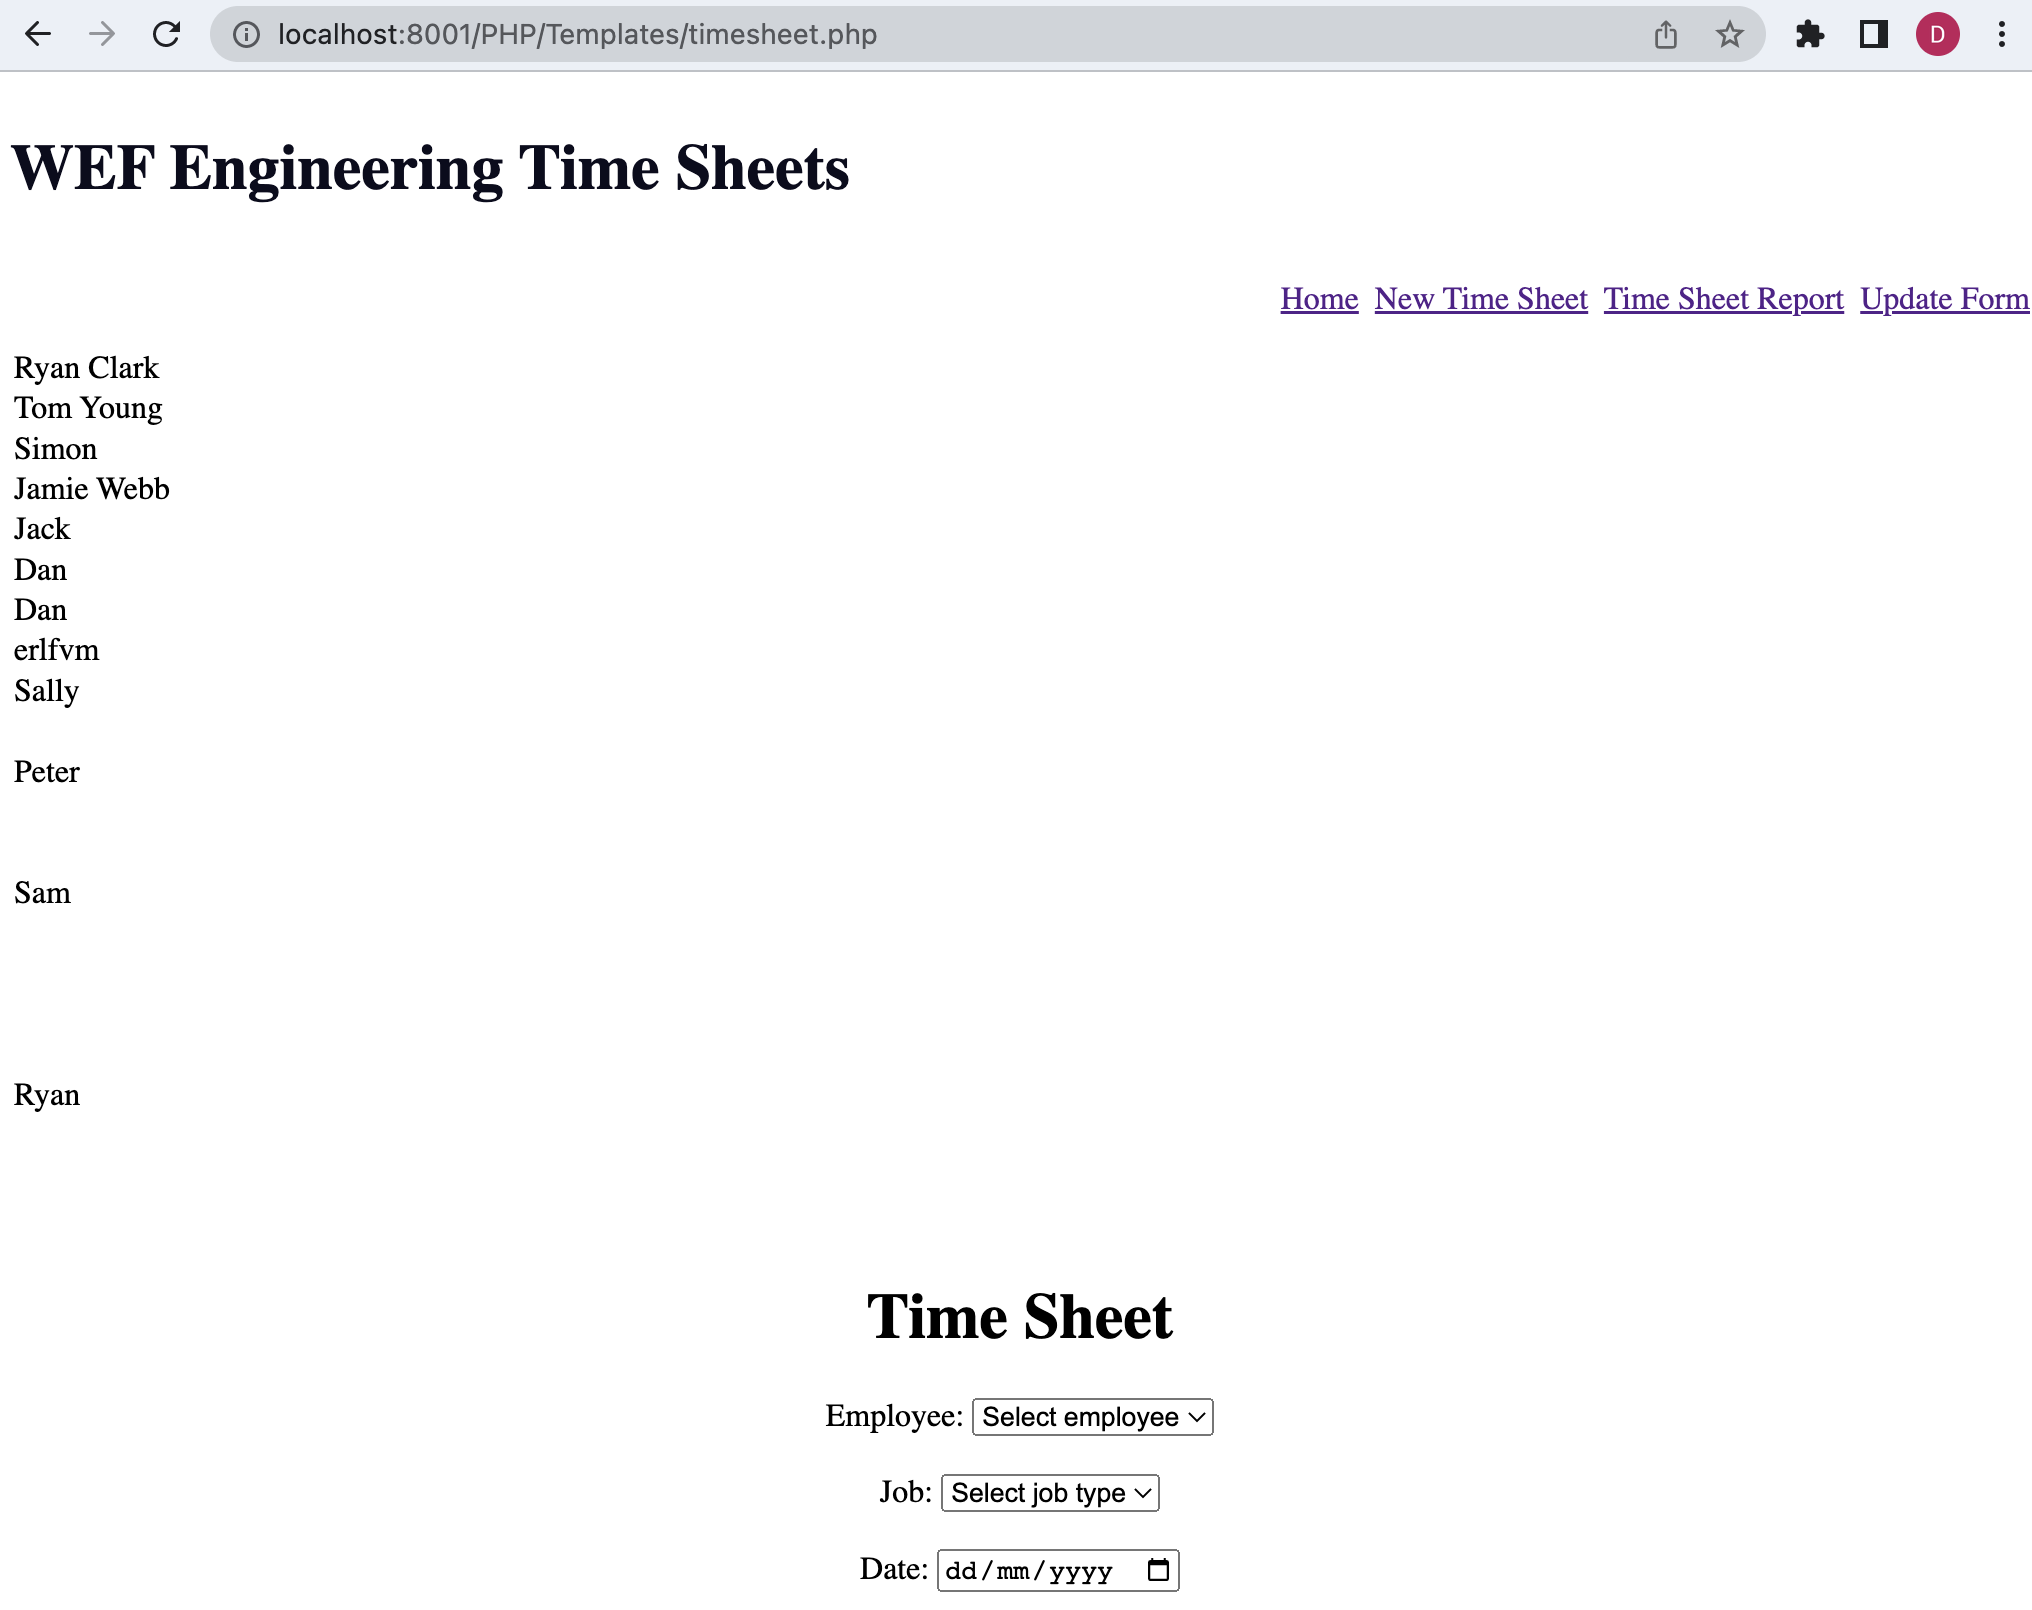 localhost:8001/PHP/Templates/timesheet.php
D
WEF Engineering Time Sheets
Home New Time Sheet Time Sheet Report Update Form
Ryan Clark
Tom Young
Simon
Jamie Webb
Jack
Dan
Dan
erlfvm
Sally
Peter
Sam
Ryan
Time Sheet
Employee: Select employee
Job: Select job type
Date: dd/mm/yyyy